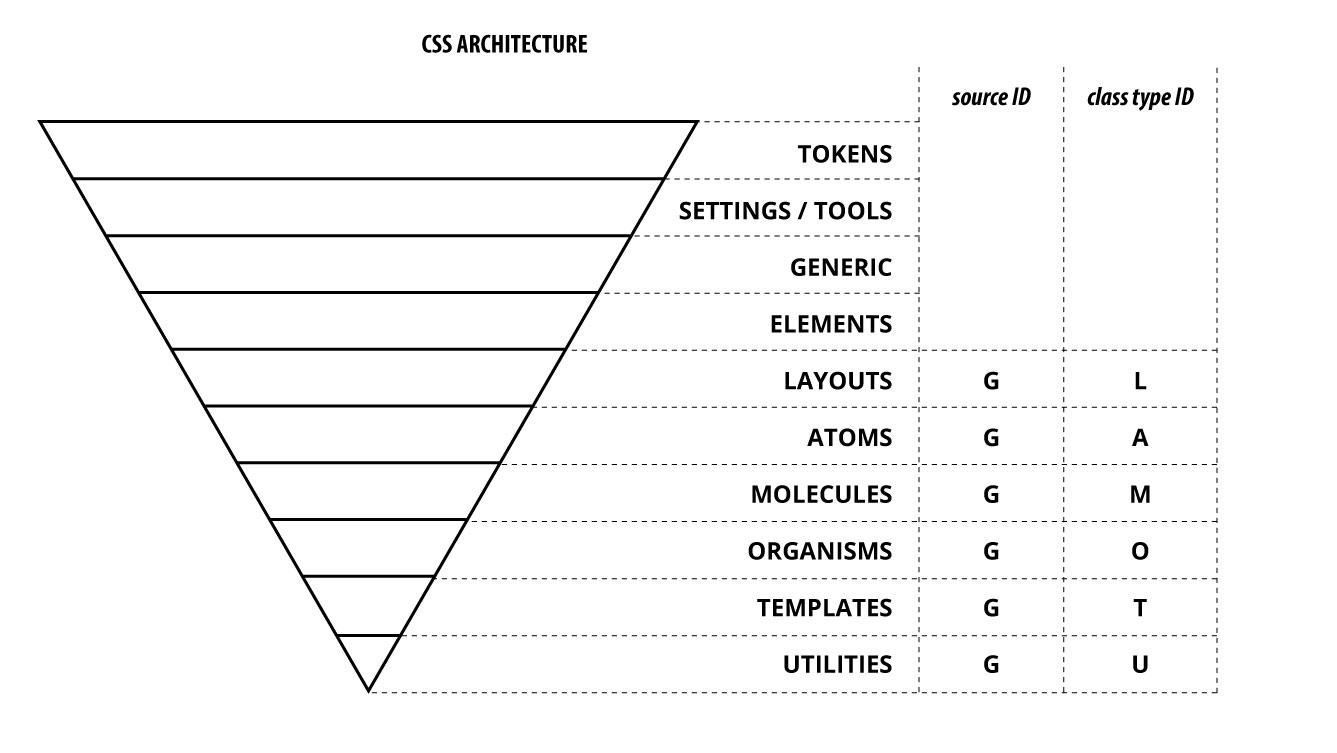 CSS ARCHITECTURE
source ID class type ID
TOKENS
SETTINGS / TOOLS
GENERIC
ELEMENTS
LAYOUTS G L
ATOMS G A
MOLECULES G M
ORGANISMS G O
TEMPLATES G T
UTILITIES G U